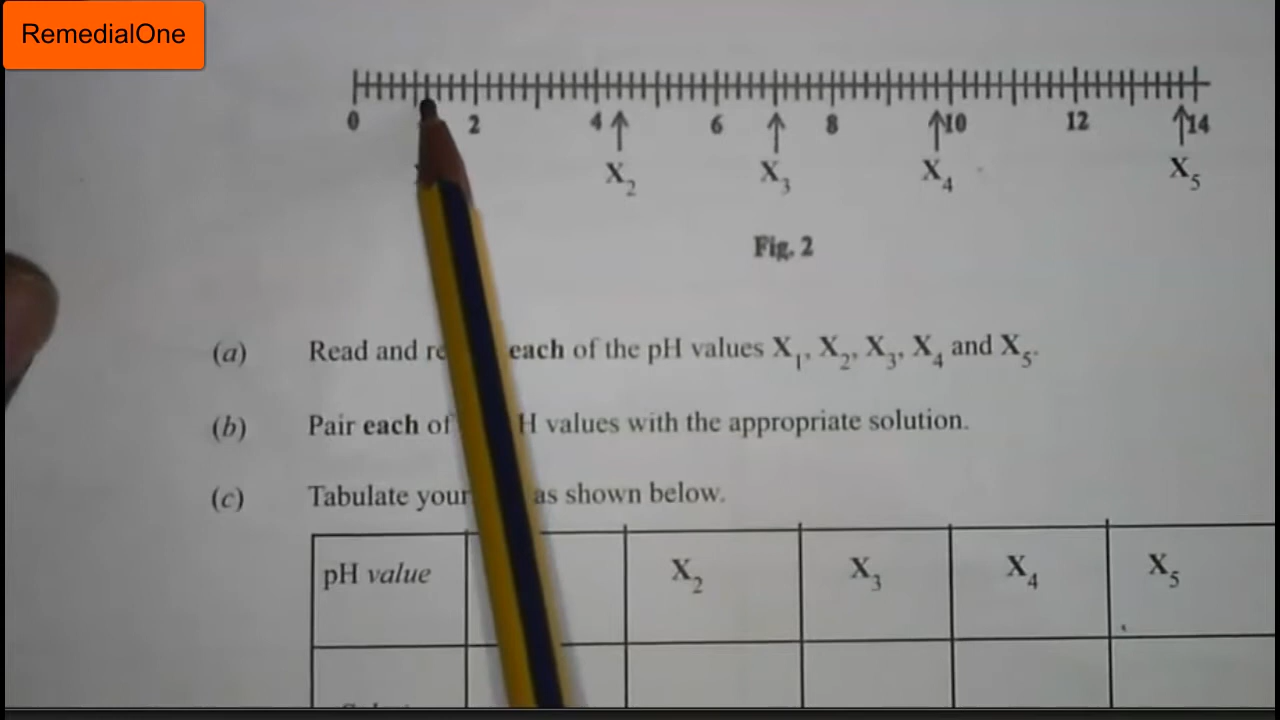 RemedialOne
0 2 4 6 8 10 12 14
X2 X3 X4 X5
Fig. 2
(a) Read and each of the pH values X1, X2, X3, X4 and X5.
(b) Pair each of H values with the appropriate solution.
(c) Tabulate your as shown below.
pH value X2 X3 X4 X5